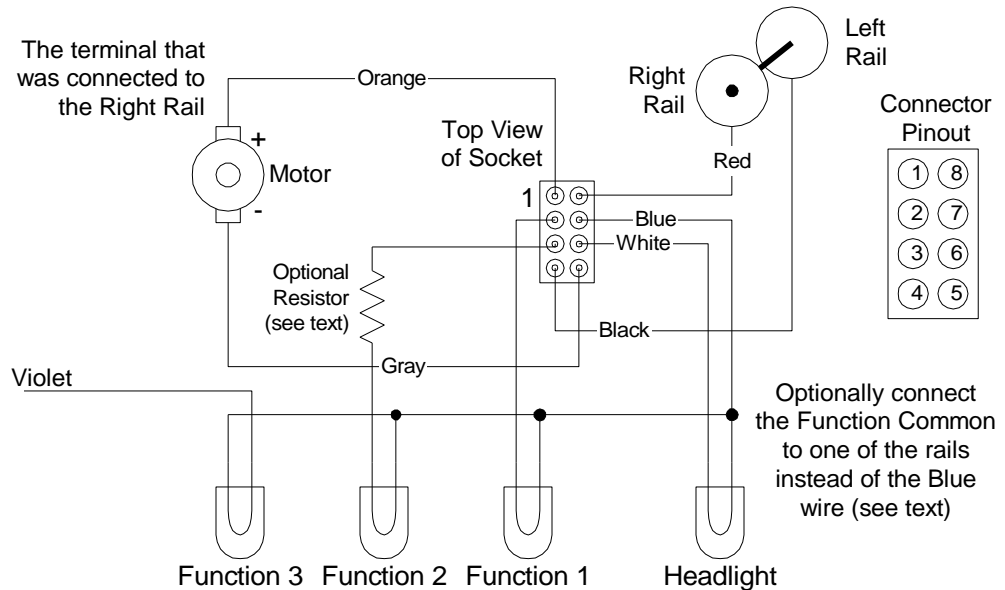 The terminal that
was connected to
the Right Rail
Orange
+
Motor
-
Top View
of Socket
1
Left
Rail
Right
Rail
Red
Connector
Pinout
1 8
2 7
3 6
4 5
Blue
White
Optional
Resistor
(see text)
Black
Gray
Violet
Optionally connect
the Function Common
to one of the rails
instead of the Blue
wire (see text)
Function 3 Function 2 Function 1 Headlight